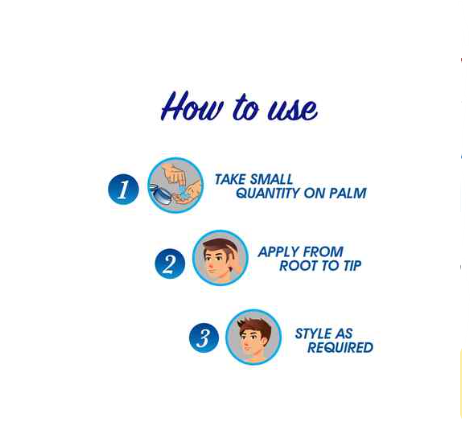 How to use
1
TAKE SMALL
QUANTITY ON PALM
2
APPLY FROM
ROOT TO TIP
3
STYLE AS
REQUIRED